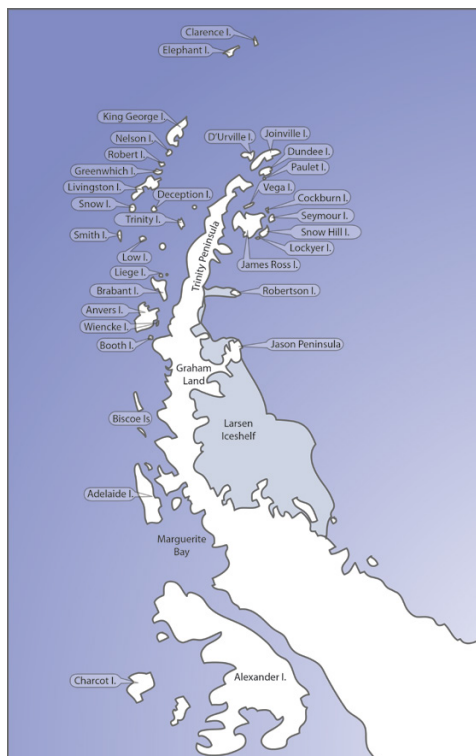 Clarence I.
Elephant I.
King George I.
Nelson I.
Robert I.
Greenwhich I.
Livingston I.
Snow I.
Deception I.
Trinity I.
Smith I.
Low I.
Liege I.
Brabant I.
Anvers I.
Wiencke I.
Booth I.
D'Urville I.
Joinville I.
Dundee I.
Paulet I.
Vega I.
Cockburn I.
Seymour I.
Snow Hill I.
Lockyer I.
James Ross I.
Trinity Peninsula
Robertson I.
Jason Peninsula
Graham
Land
Larsen
Iceshelf
Biscoe Is
Adelaide I.
Marguerite
Bay
Charcot I.
Alexander I.